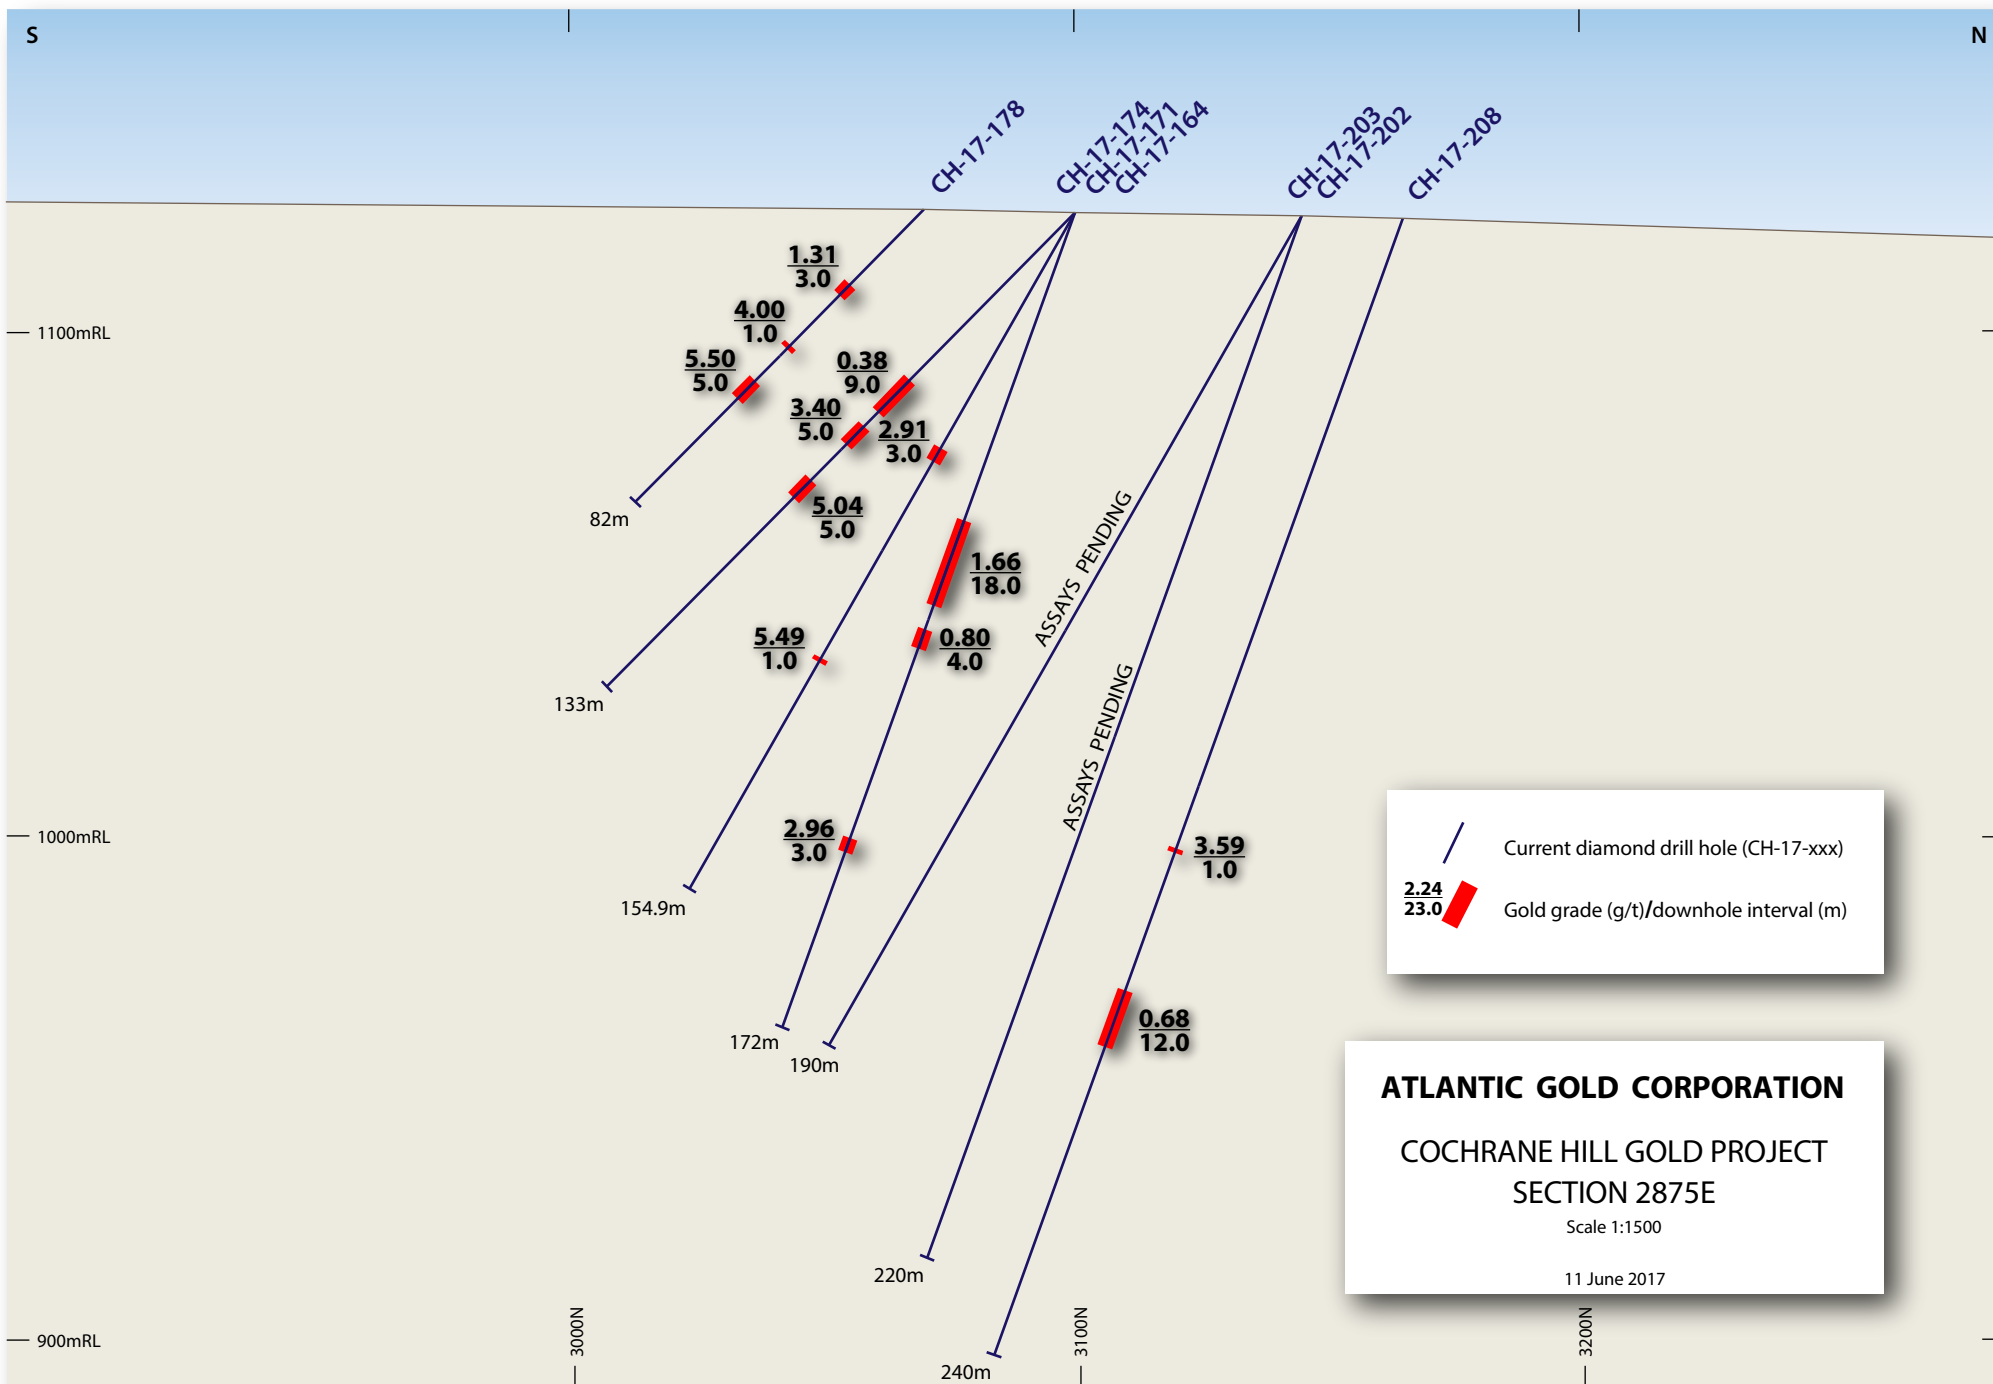 S
N
CH-17-178
CH-17-174
CH-17-171
CH-17-164
CH-17-203
CH-17-202
CH-17-208
1.31
3.0
4.00
1.0
5.50
5.0
0.38
9.0
3.40
5.0
2.91
3.0
5.04
5.0
1.66
18.0
0.80
4.0
5.49
1.0
2.96
3.0
3.59
1.0
0.68
12.0
1100mRL
1000mRL
900mRL
82m
133m
154.9m
172m
190m
220m
240m
ASSAYS PENDING
ASSAYS PENDING
3000N
3100N
3200N
Current diamond drill hole (CH-17-xxx)
2.24
23.0
Gold grade (g/t)/downhole interval (m)
ATLANTIC GOLD CORPORATION
COCHRANE HILL GOLD PROJECT
SECTION 2875E
Scale 1:1500
11 June 2017